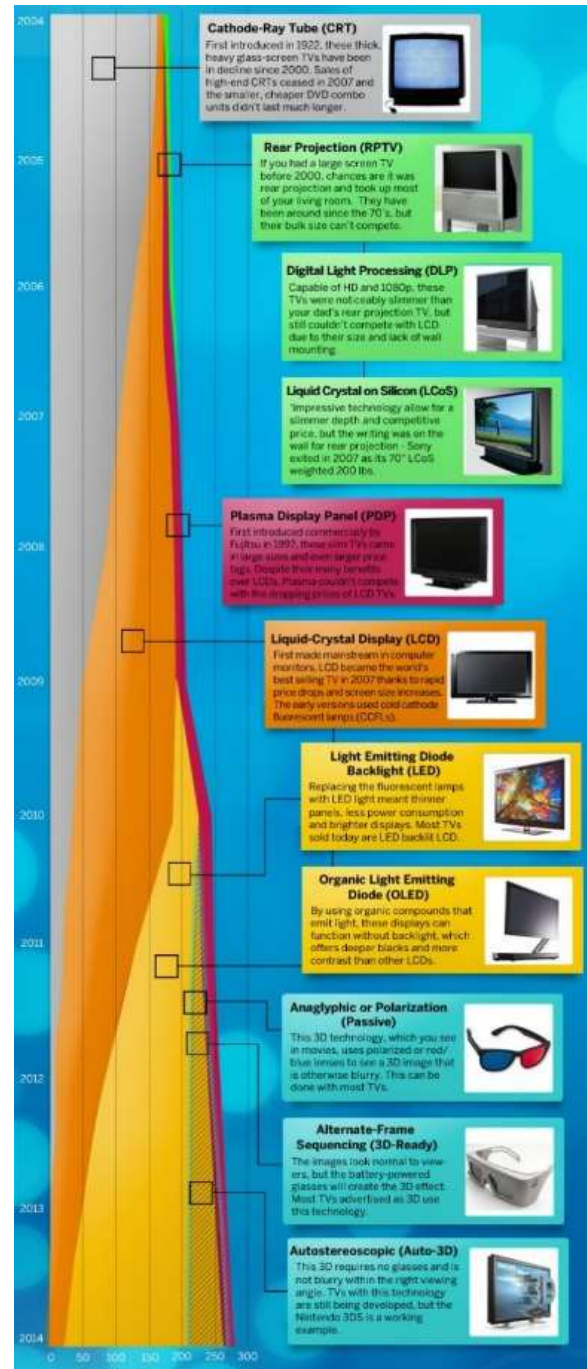 2004
Cathode-Ray Tube (CRT)
First introduced in 1922, these thick,
heavy glass-screen TVs have been
in decline since 2000. Sales of
high-end CRTs ceased in 2007 and
the smaller, cheaper DVD combo
units didn't last much longer.
2005
Rear Projection (RPTV)
If you had a large screen TV
before 2000, chances are it was
rear projection and took up most
of your living room. They have
been around since the 70's, but
their bulk size can't compete.
2006
Digital Light Processing (DLP)
Capable of HD and 1080p, these
TVs were noticeably slimmer than
your dad's rear projection TV, but
still couldn't compete with LCD
due to their size and lack of wall
mounting.
2007
Liquid Crystal on Silicon (LCoS)
"Impressive technology allow for a
slimmer depth and competitive
price, but the writing was on the
wall for rear projection - Sony
exited in 2007 as its 70" LCoS
weighted 200 lbs.
2008
Plasma Display Panel (PDP)
First introduced commercially by
Fujitsu in 1997, these slim TVs came
in large sizes and even larger price
tags. Despite their many benefits
over LCDs, Plasma couldn't compete
with the dropping prices of LCD TVs.
2009
Liquid-Crystal Display (LCD)
First made mainstream in computer
monitors, LCD became the world's
best selling TV in 2007 thanks to rapid
price drops and screen size increases.
The early versions used cold cathode
fluorescent lamps (CCFLs).
2010
Light Emitting Diode
Backlight (LED)
Replacing the fluorescent lamps
with LED light meant thinner
panels, less power consumption
and brighter displays. Most TVs
sold today are LED backlit LCD.
2011
Organic Light Emitting
Diode (OLED)
By using organic compounds that
emit light, these displays can
function without backlight, which
offers deeper blacks and more
contrast than other LCDs.
2012
Anaglyphic or Polarization
(Passive)
This 3D technology, which you see
in movies, uses polarized or red/
blue lenses to see a 3D image that
is otherwise blurry. This can be
done with most TVs.
2013
Alternate-Frame
Sequencing (3D-Ready)
The images look normal to view-
ers, but the battery-powered
glasses will create the 3D effect.
Most TVs advertised as 3D use
this technology.
Autostereoscopic (Auto-3D)
This 3D requires no glasses and is
not blurry within the right viewing
angle. TVs with this technology
are still being developed, but the
Nintendo 3DS is a working
example.
2014
0 50 100 150 200 250 300